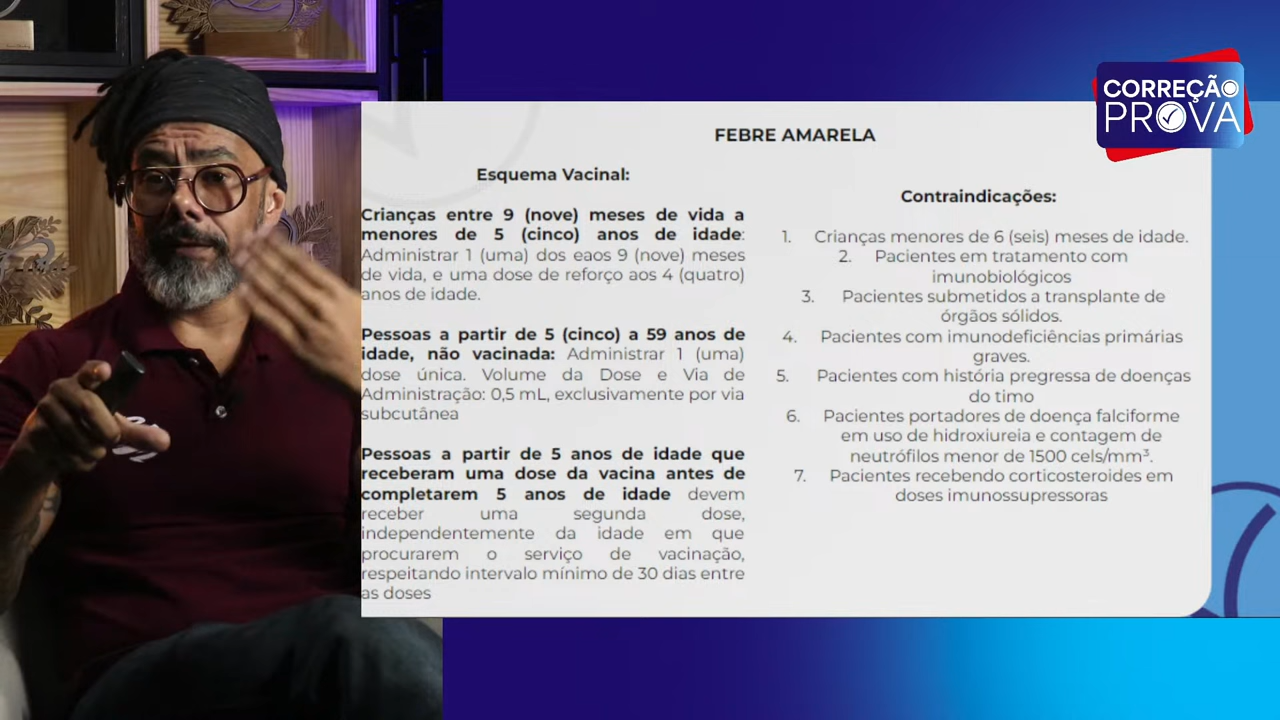 CORREÇÃO
PROVA
FEBRE AMARELA
Esquema Vacinal:
Crianças entre 9 (nove) meses de vida a
menores de 5 (cinco) anos de idade:
Administrar 1 (uma) dos eaos 9 (nove) meses
de vida, e uma dose de reforço aos 4 (quatro)
anos de idade.
Pessoas a partir de 5 (cinco) a 59 anos de
idade, não vacinada: Administrar 1 (uma)
dose única. Volume da Dose e Via de
Administração: 0,5 mL, exclusivamente por via
subcutânea
Pessoas a partir de 5 anos de idade que
receberam uma dose da vacina antes de
completarem 5 anos de idade devem
receber uma segunda dose,
independentemente da idade em que
procurarem o serviço de vacinação,
respeitando intervalo mínimo de 30 dias entre
as doses
Contraindicações:
1. Crianças menores de 6 (seis) meses de idade.
2. Pacientes em tratamento com
imunobiológicos
3. Pacientes submetidos a transplante de
órgãos sólidos.
4. Pacientes com imunodeficiências primárias
graves.
5. Pacientes com história pregressa de doenças
do timo
6. Pacientes portadores de doença falciforme
em uso de hidroxiureia e contagem de
neutrófilos menor de 1500 cels/mm³.
7. Pacientes recebendo corticosteroides em
doses imunossupressoras